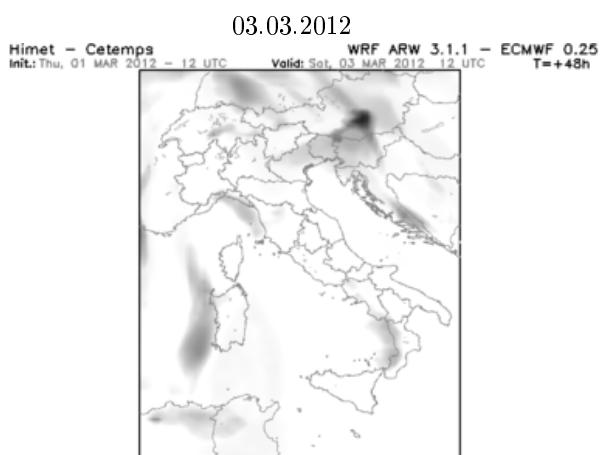 03.03.2012
Himet – Cetemps WRF ARW 3.1.1 – ECMWF 0.25
Init.: Thu, 01 MAR 2012 – 12 UTC Valid: Sat, 03 MAR 2012 12 UTC T=+48h